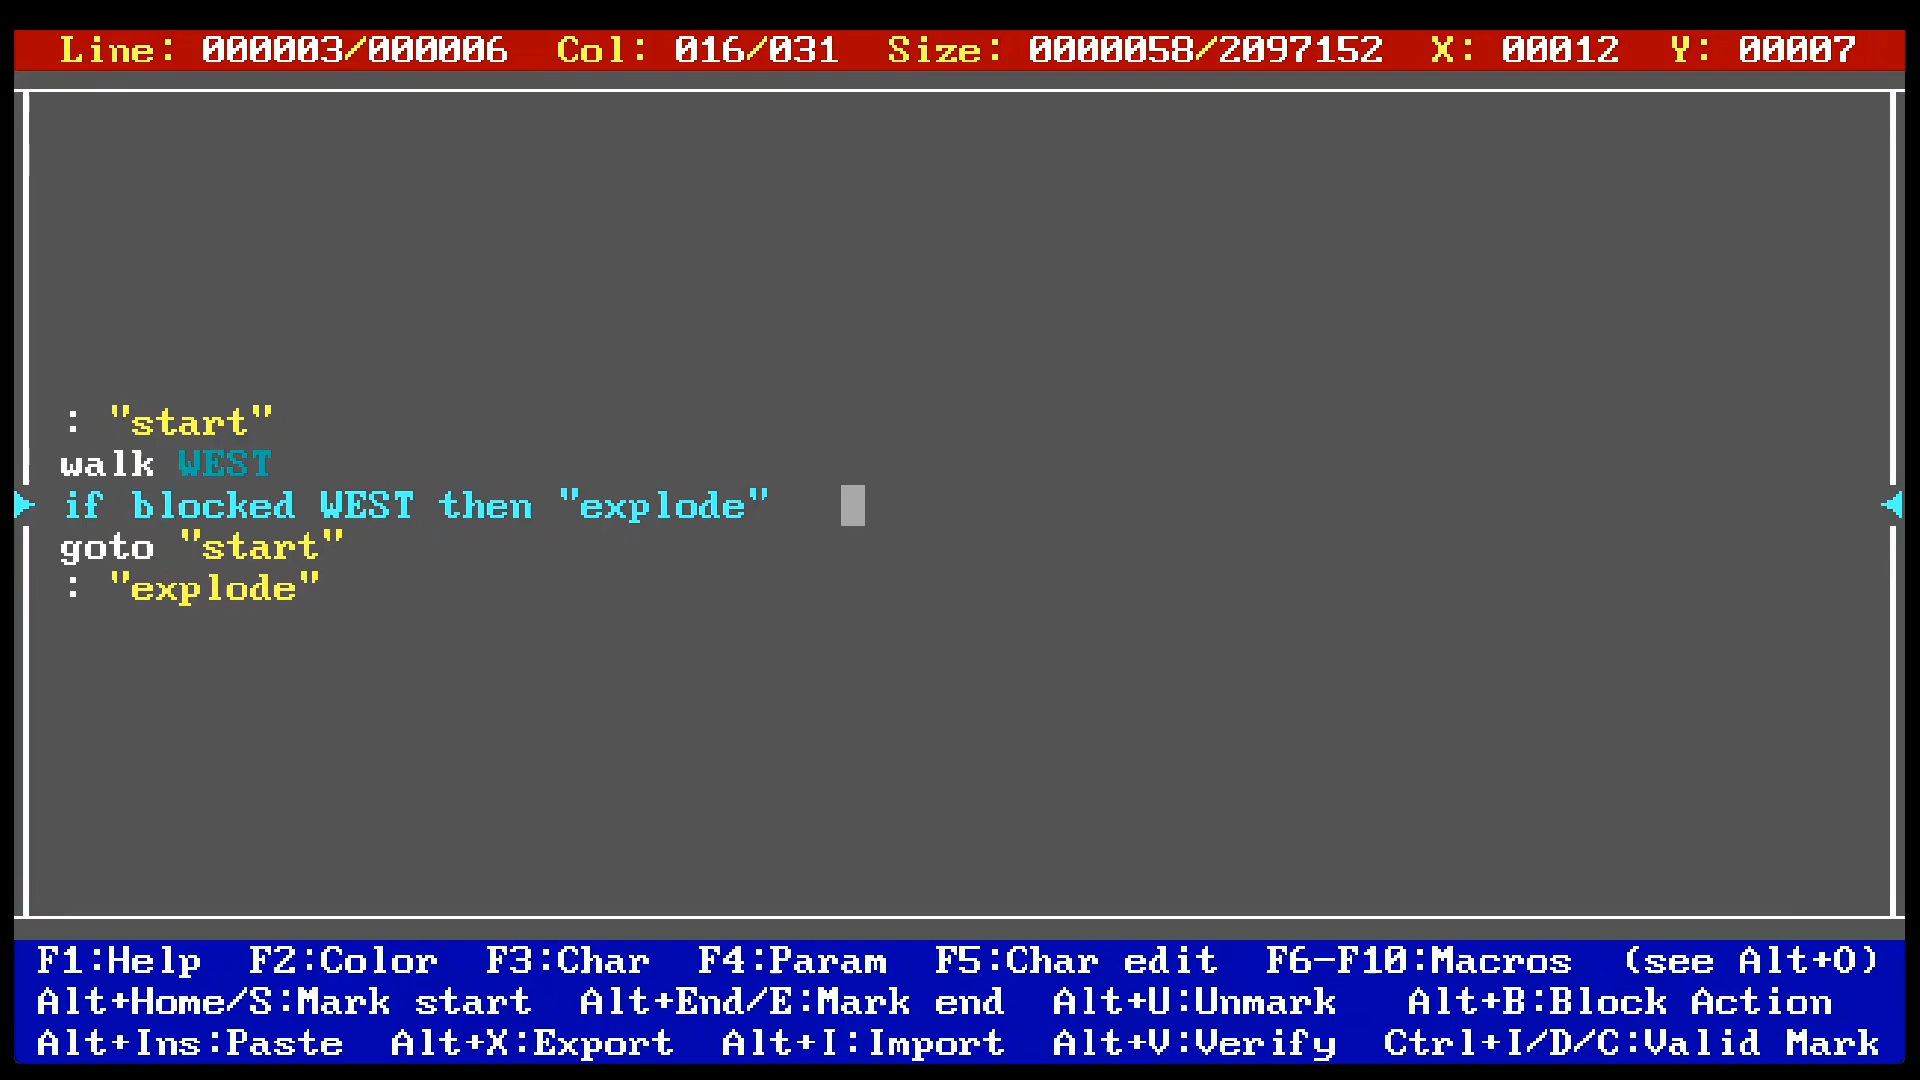 Line: 000003/000006 Col: 016/031 Size: 0000058/2097152 X: 00012 Y: 00007
: "start"
walk WEST
if blocked WEST then "explode"
goto "start"
: "explode"
F1:Help F2:Color F3:Char F4:Param F5:Char edit F6-F10:Macros (see Alt+O)
Alt+Home/S:Mark start Alt+End/E:Mark end Alt+U:Unmark Alt+B:Block Action
Alt+Ins:Paste Alt+X:Export Alt+I:Import Alt+V:Verify Ctrl+I/D/C:Valid Mark